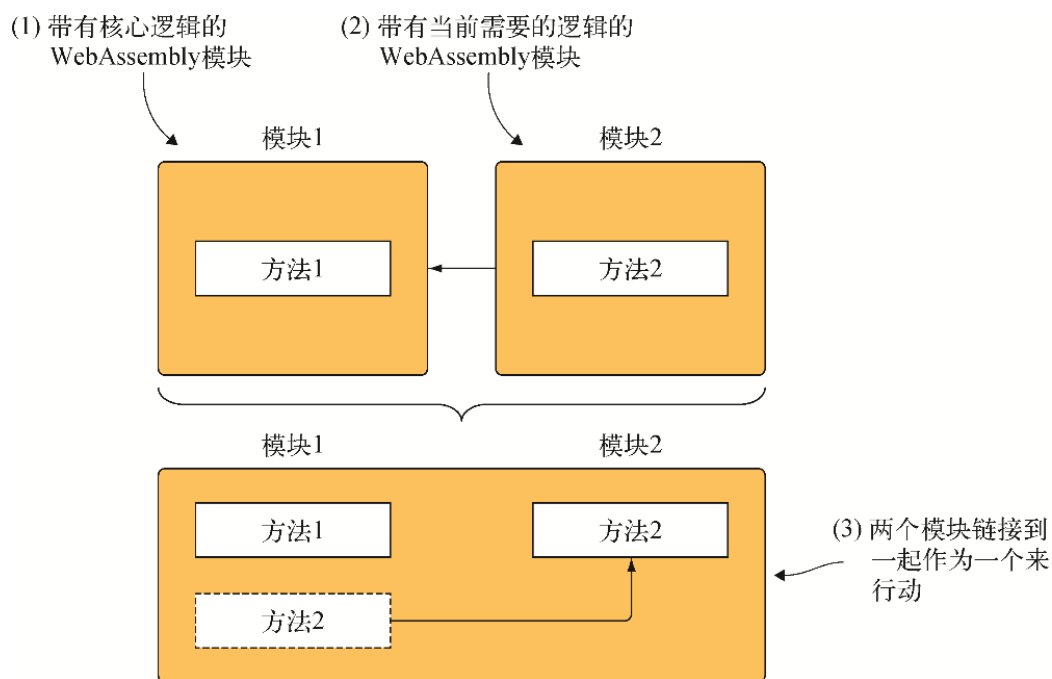 (1) 带有核心逻辑的
WebAssembly模块
(2) 带有当前需要的逻辑的
WebAssembly模块
模块1
模块2
方法1
方法2
模块1
模块2
方法1
方法2
(3) 两个模块链接到
一起作为一个来
行动
方法2